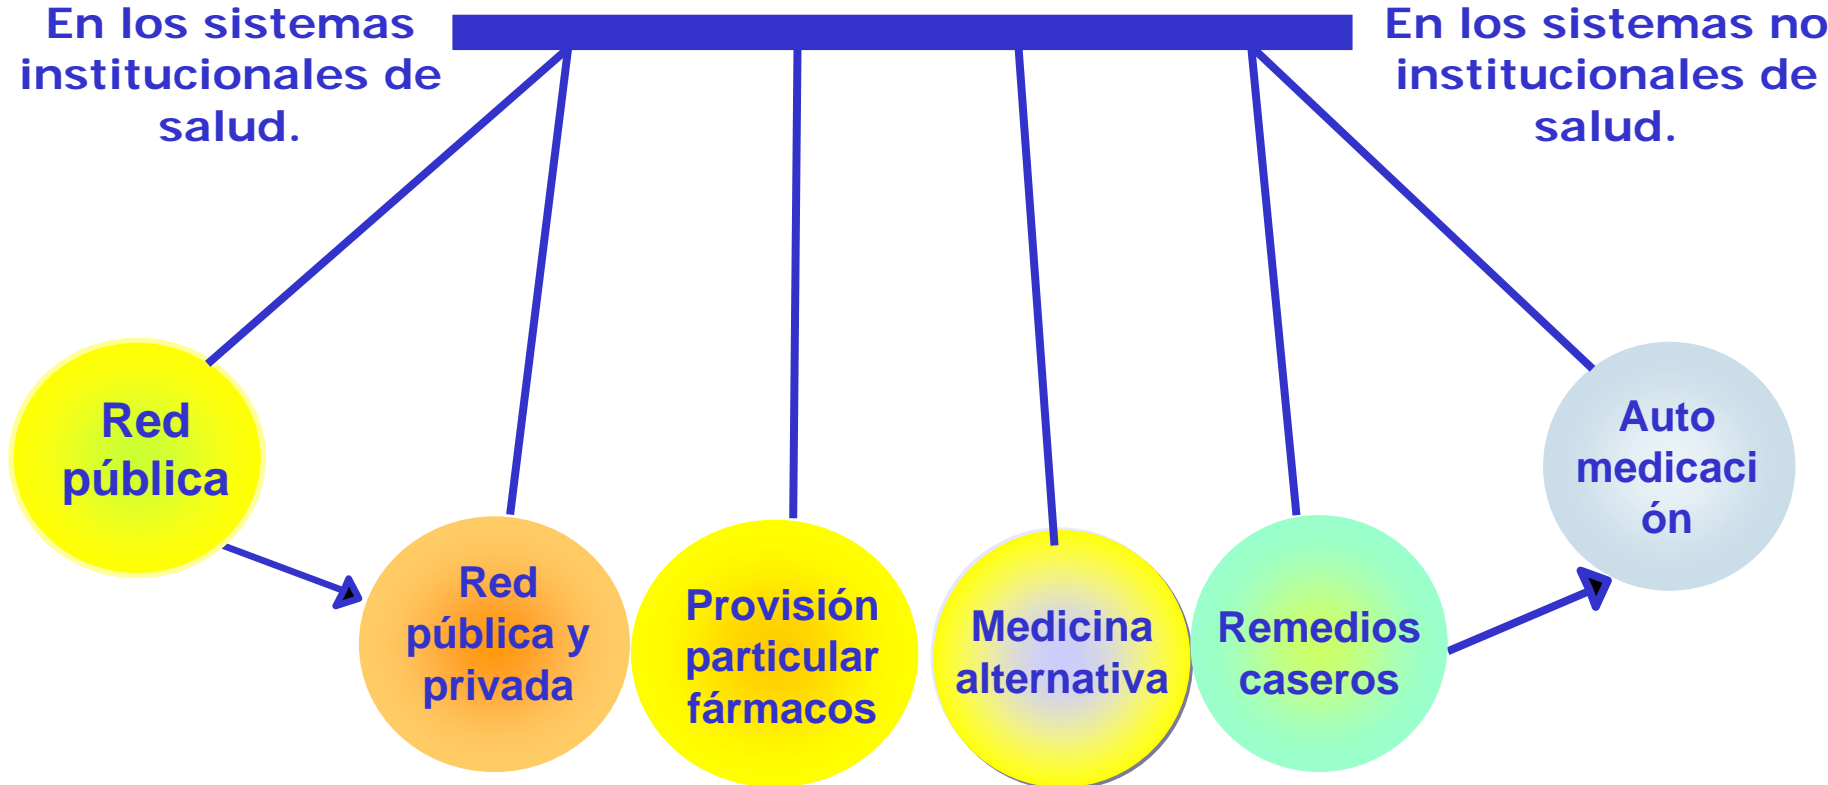 En los sistemas
institucionales de
salud.
En los sistemas no
institucionales de
salud.
Red
pública
Red
pública y
privada
Provisión
particular
fármacos
Medicina
alternativa
Remedios
caseros
Auto
medicaci
ón